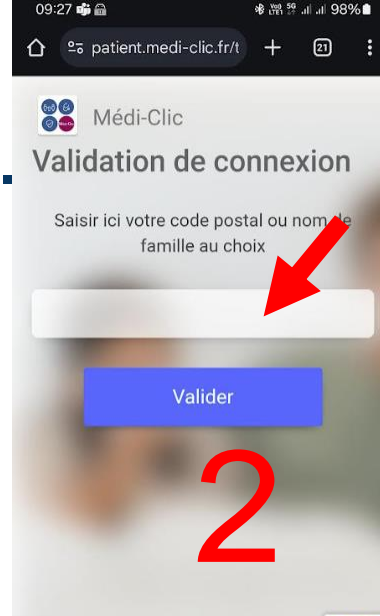 09:27 98%
patient.medi-clic.fr/t 21
Médi-Clic
Validation de connexion
Saisir ici votre code postal ou nom de
famille au choix
Valider
2